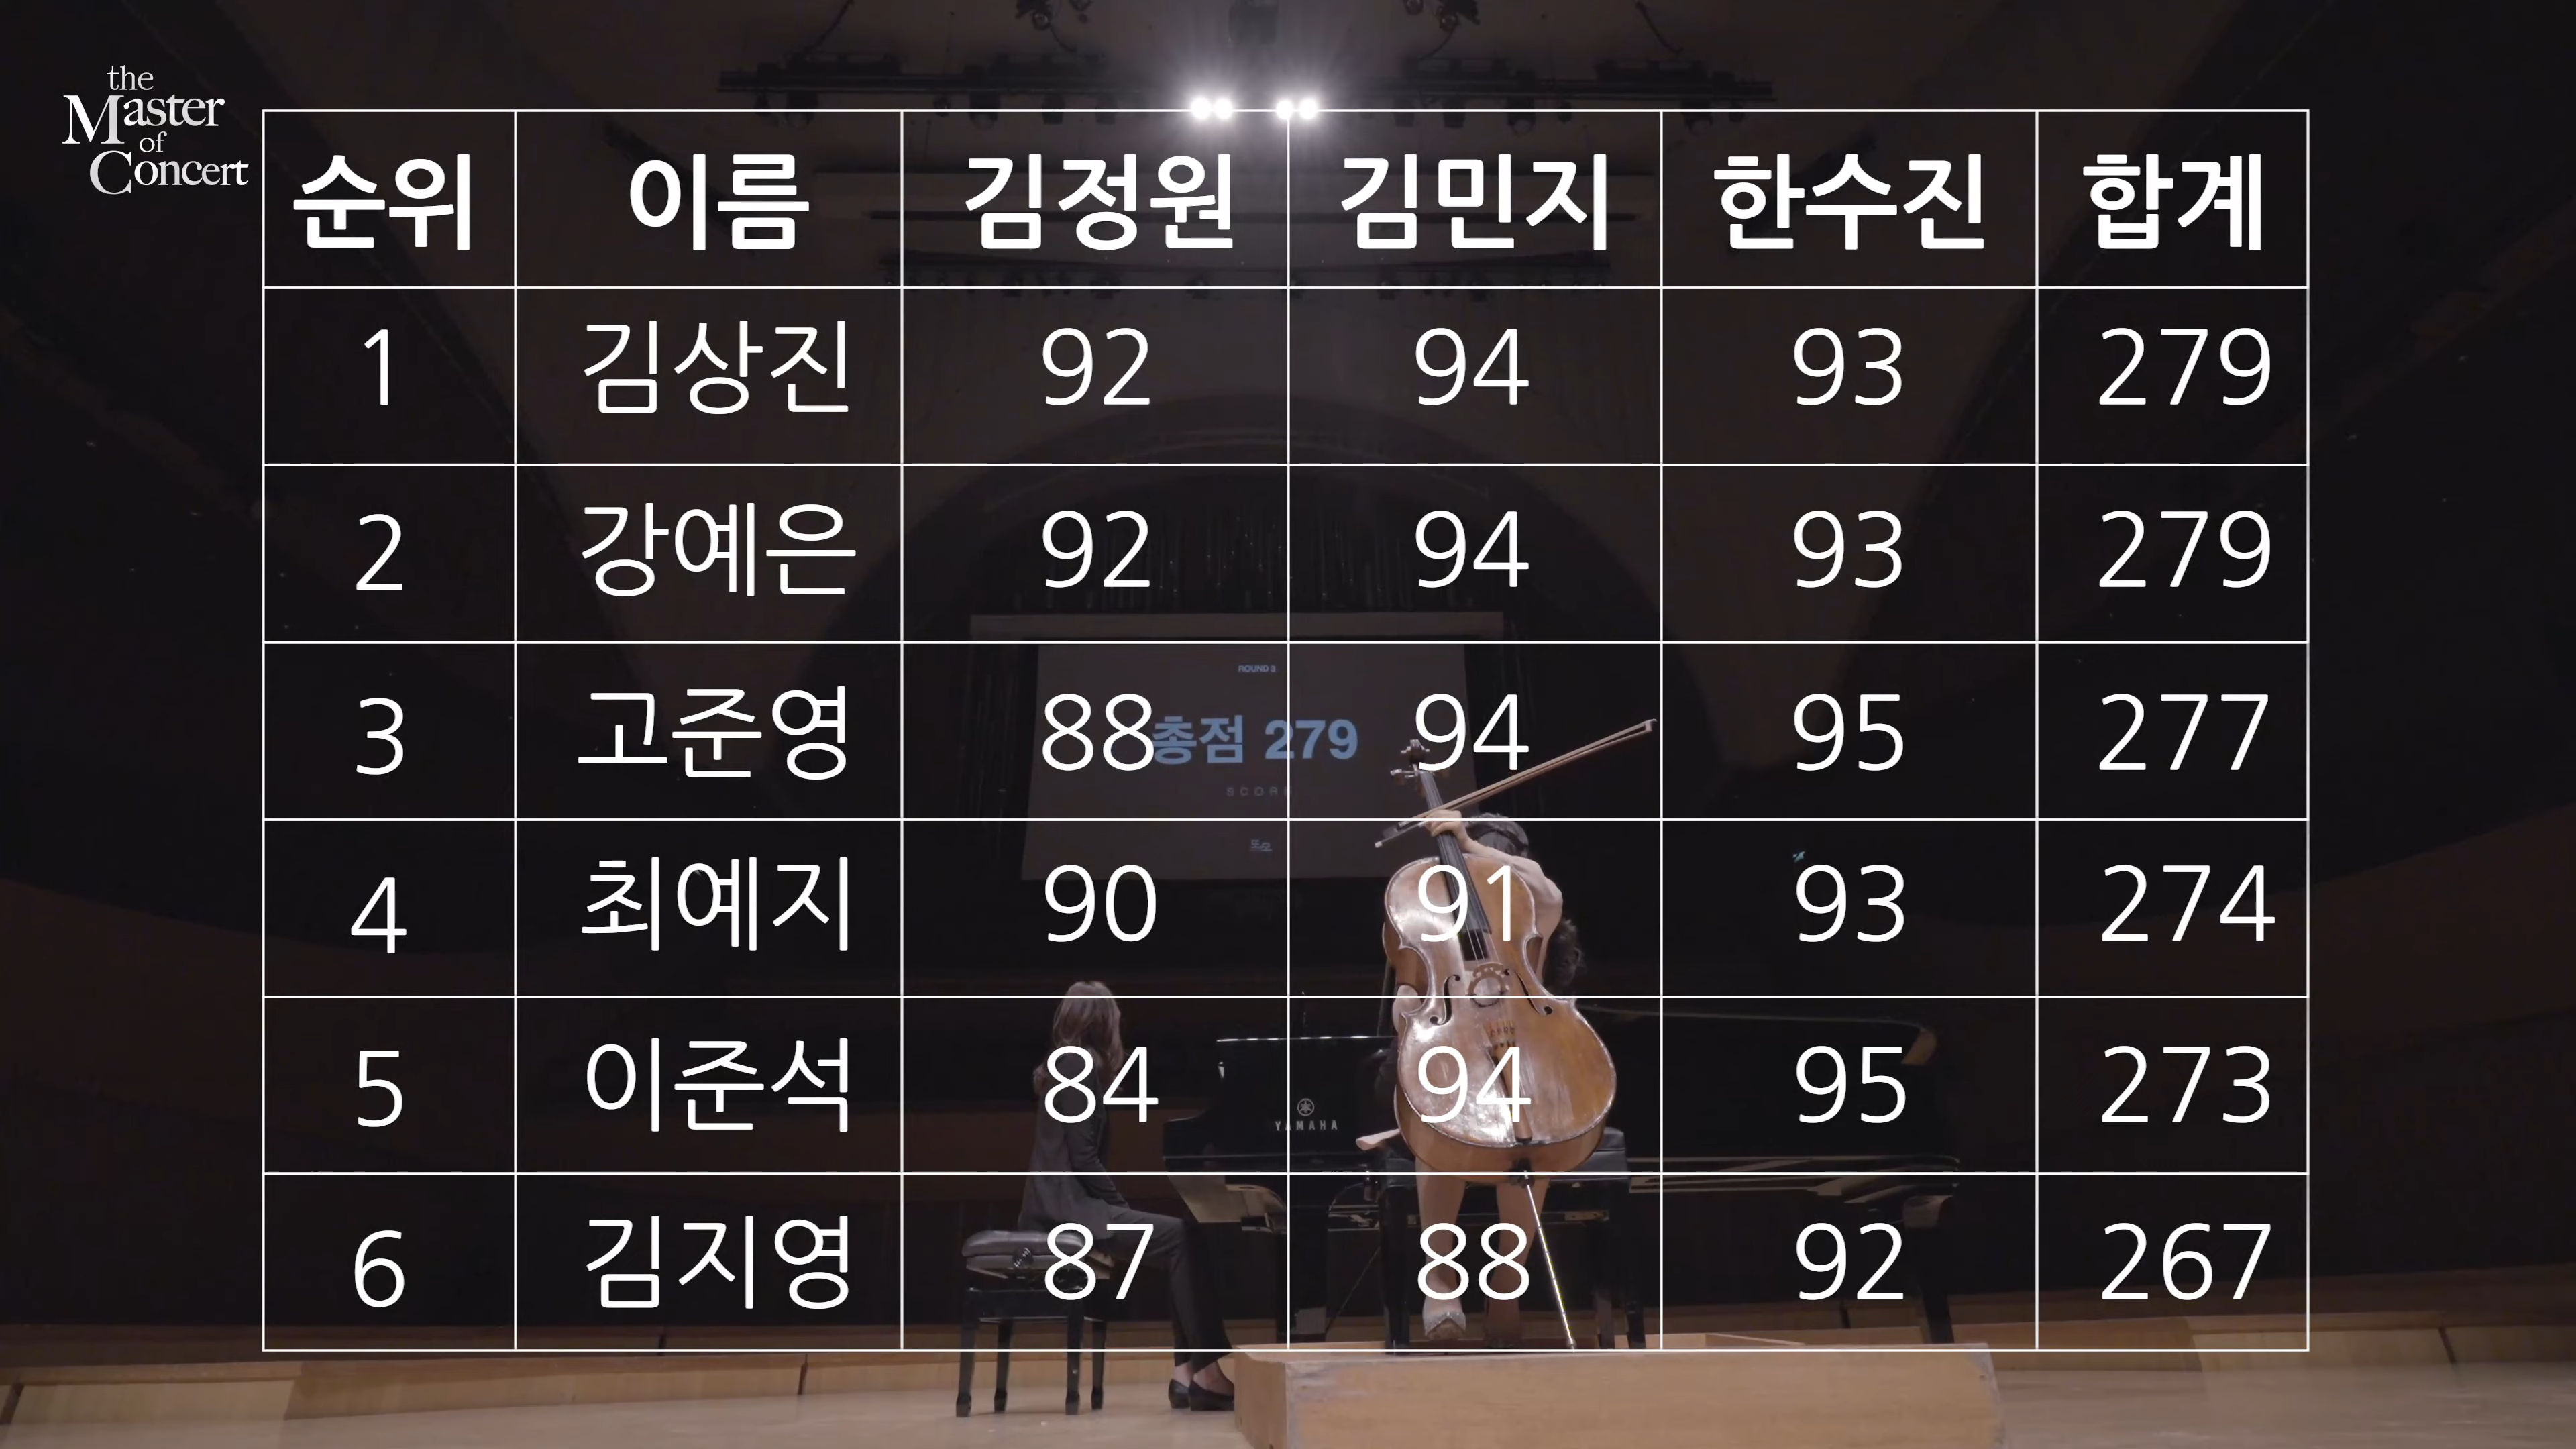 the
Master
of
Concert
순위 이름 김정원 김민지 한수진 합계
1 김상진 92 94 93 279
2 강예은 92 94 93 279
ROUND 3
3 고준영 88 94 95 277
총점 279
SCORE
4 최예지 90 91 93 274
5 이준석 84 94 95 273
YAMAHA
6 김지영 87 88 92 267